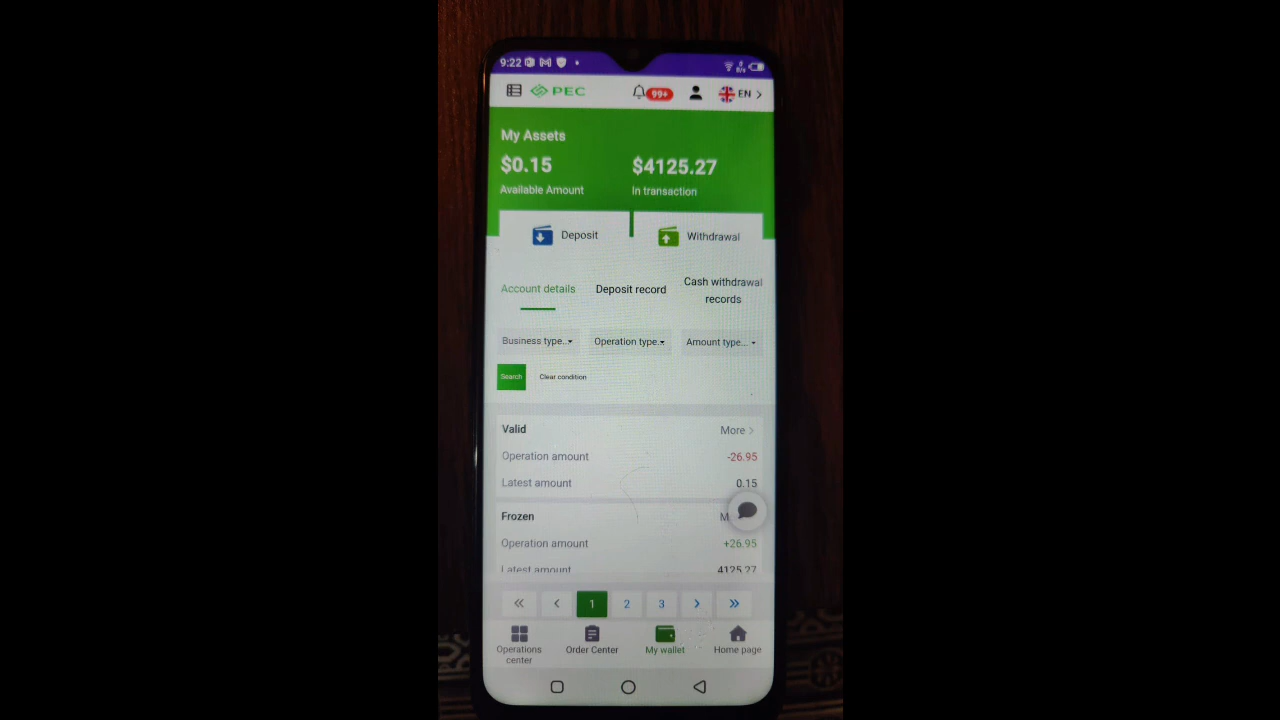 9:22
PEC 99+ EN
My Assets
$0.15 $4125.27
Available Amount In transaction
Deposit Withdrawal
Account details Deposit record Cash withdrawal records
Business type.. Operation type.. Amount type...
Search Clear condition
Valid More
Operation amount -26.95
Latest amount 0.15
Frozen M
Operation amount +26.95
Latest amount 4125.27
1 2 3
Operations center Order Center My wallet Home page